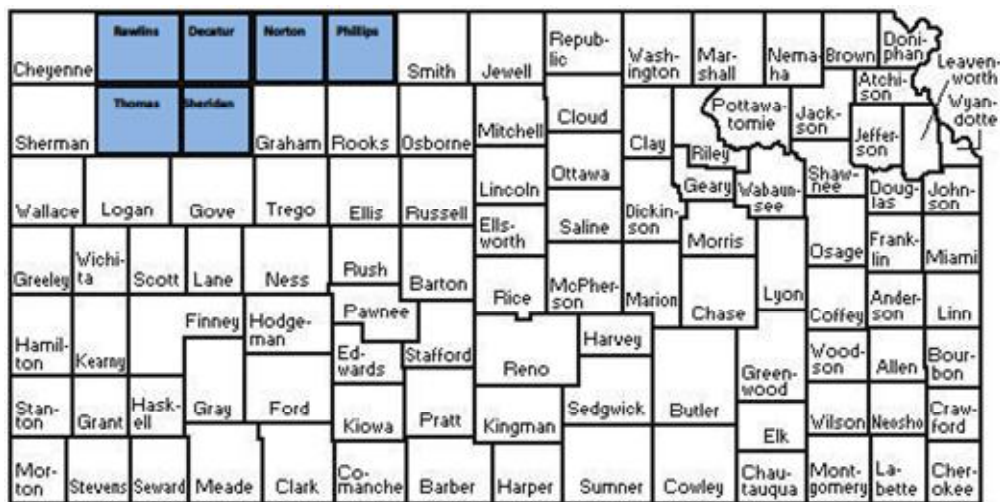 Cheyenne
Rawlins
Decatur
Norton
Phillips
Smith
Jewell
Repub-
lic
Wash-
ington
Mar-
shall
Nema-
ha
Brown
Doni-
phan
Atchi-
son
Leaven-
worth
Wyan-
dotte
Sherman
Thomas
Sheridan
Graham
Rooks
Osborne
Mitchell
Cloud
Clay
Riley
Pottawa-
tomie
Jack-
son
Jeffer-
son
Wallace
Logan
Gove
Trego
Ellis
Russell
Lincoln
Ottawa
Saline
Dickin-
son
Geary
Wabaun-
see
Shaw-
nee
Doug-
las
John-
son
Ells-
worth
Morris
Osage
Frank-
lin
Miami
Greeley
Wichi-
ta
Scott
Lane
Ness
Rush
Barton
Rice
McPher-
son
Marion
Chase
Lyon
Coffey
Ander-
son
Linn
Hamil-
ton
Kearny
Finney
Hodge-
man
Pawnee
Ed-
wards
Stafford
Reno
Harvey
Green-
wood
Wood-
son
Allen
Bour-
bon
Stan-
ton
Grant
Has-
kell
Gray
Ford
Kiowa
Pratt
Kingman
Sedgwick
Butler
Elk
Wilson
Neosho
Craw-
ford
Mor-
ton
Stevens
Seward
Meade
Clark
Co-
manche
Barber
Harper
Sumner
Cowley
Chau-
tauqua
Mont-
gomery
La-
bette
Cher-
okee